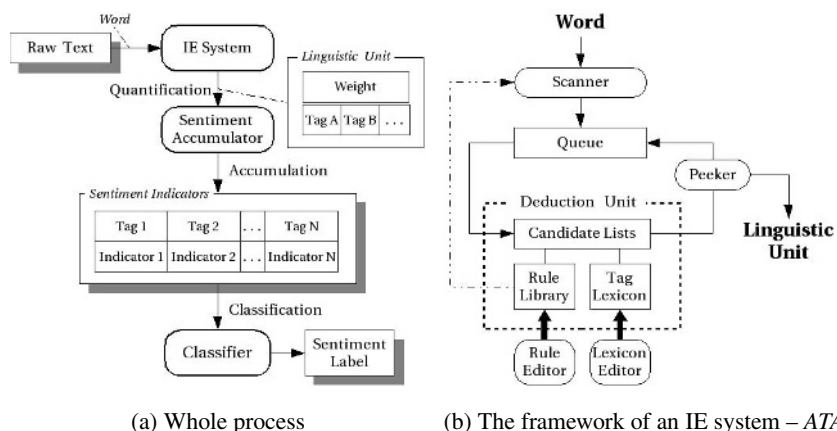 Word
Raw Text
IE System
Linguistic Unit
Weight
Tag A Tag B ...
Quantification
Sentiment
Accumulator
Accumulation
Sentiment Indicators
Tag 1 Tag 2 ... Tag N
Indicator 1 Indicator 2 ... Indicator N
Classification
Classifier
Sentiment
Label
(a) Whole process
Word
Scanner
Queue
Peeker
Deduction Unit
Candidate Lists
Linguistic
Unit
Rule
Library
Tag
Lexicon
Rule
Editor
Lexicon
Editor
(b) The framework of an IE system –